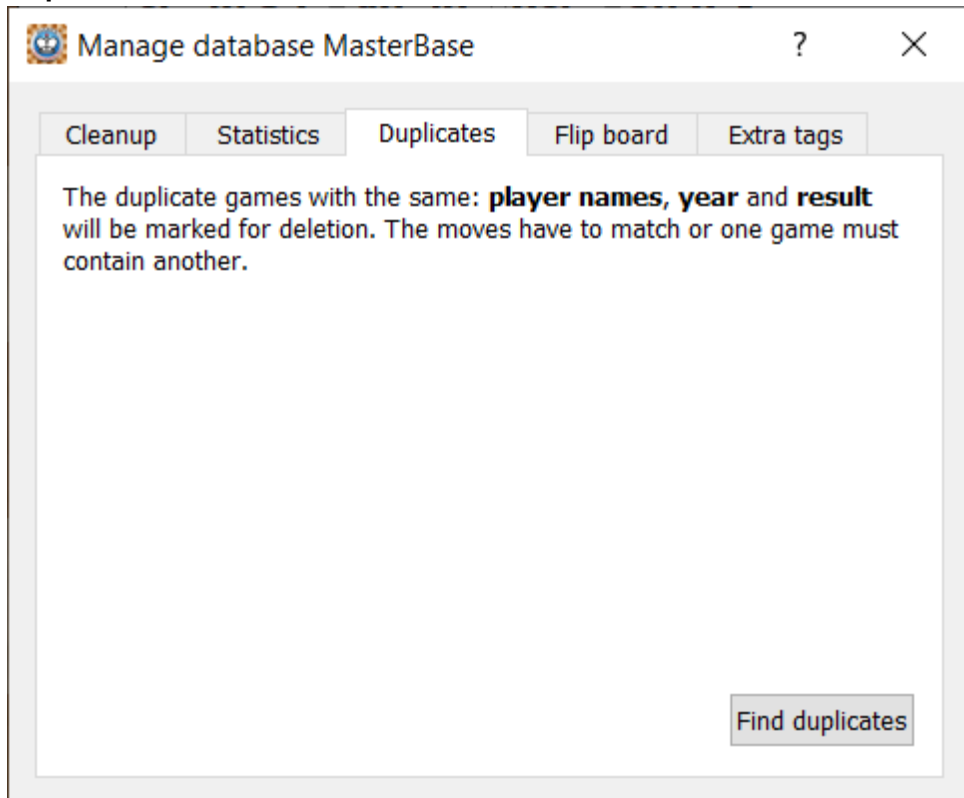 Manage database MasterBase ?
Cleanup Statistics Duplicates Flip board Extra tags
The duplicate games with the same: player names, year and result
will be marked for deletion. The moves have to match or one game must
contain another.
Find duplicates